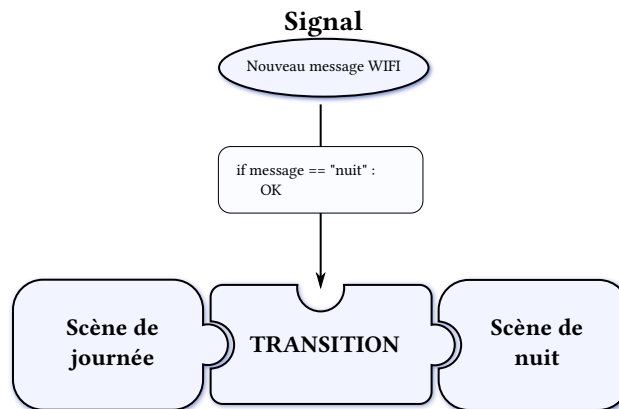 Signal
Nouveau message WIFI
if message == "nuit" :
OK
Scène de
journée
TRANSITION
Scène de
nuit